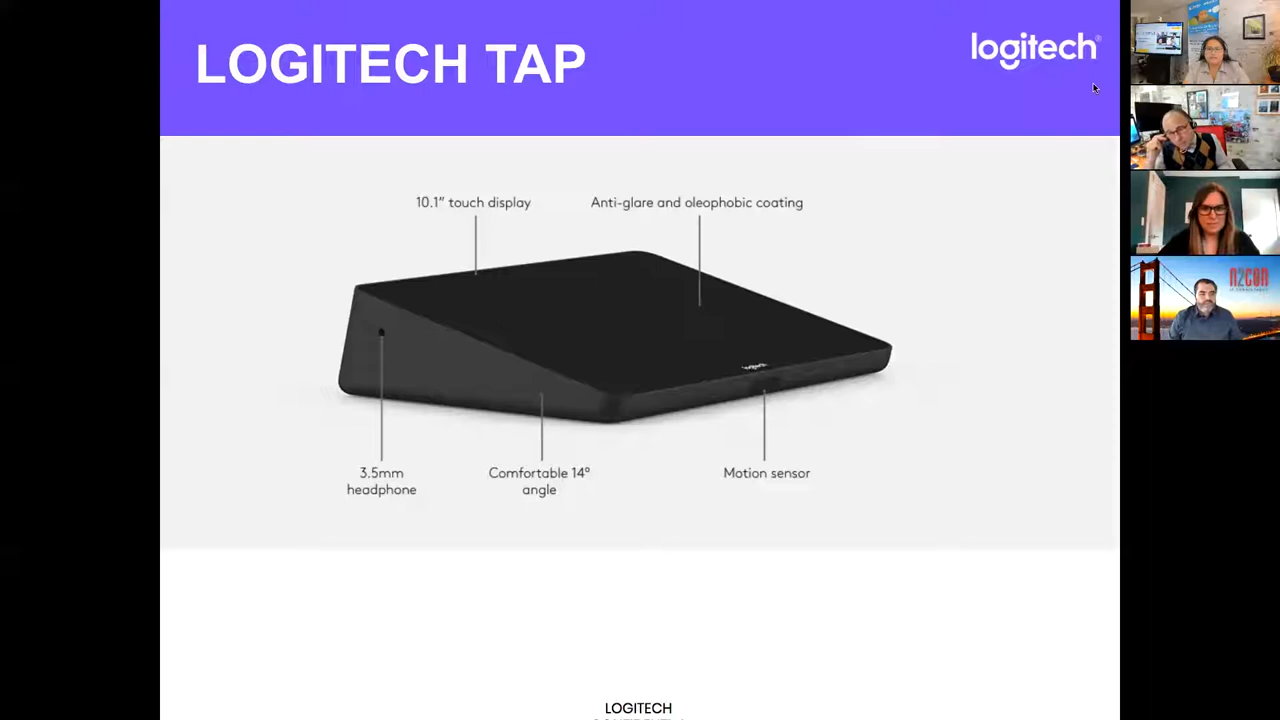 LOGITECH TAP
logitech
10.1" touch display
Anti-glare and oleophobic coating
logitech
3.5mm
headphone
Comfortable 14°
angle
Motion sensor
LOGITECH
N2CON